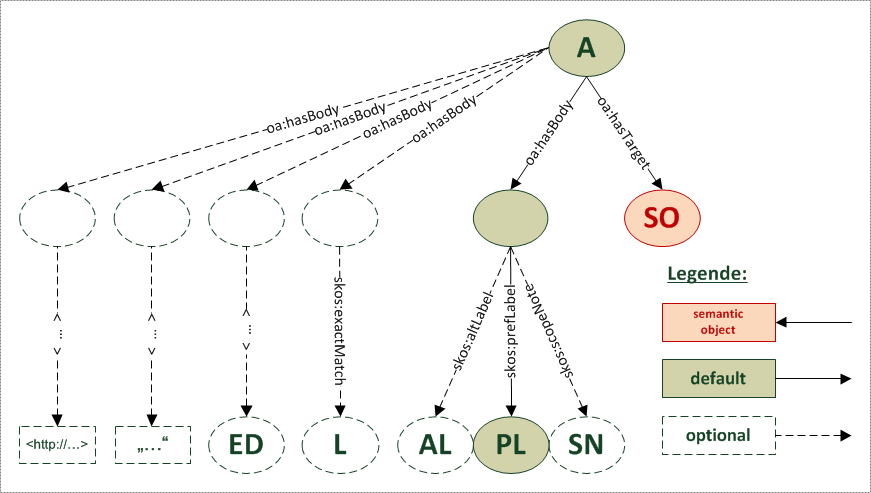 A
oa:hasBody
oa:hasBody
oa:hasBody
oa:hasBody
oa:hasBody
oa:hasTarget
SO
skos:exactMatch
skos:altLabel
skos:prefLabel
skos:scopeNote
< ... >
< ... >
< ... >
<http://...>
„...“
ED
L
AL
PL
SN
Legende:
semantic
object
default
optional